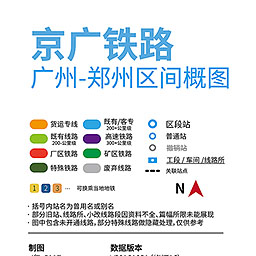 京广铁路
广州-郑州区间概图
货运专线 既有/客专 200+公里级 区段站
既有线路 200-公里级 高速铁路 300+公里级 普通站
厂区铁路 矿区铁路 撤销站
特殊铁路 废弃铁路 工段 / 车间 /线路所
关联站点
1 2 3 ... 可换乘当地地铁 N
· 括号内站名为曾用名或别名
· 部分旧站、线路所、小改线路段因资料不全、篇幅所限未能展现
· 图中包含未开通线路，部分特殊线路做隐藏处理，仅供参考
制图 数据版本